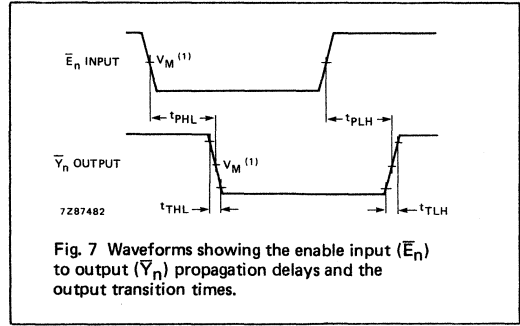 E̅n INPUT
VM (1)
tPHL
tPLH
Y̅n OUTPUT
VM (1)
7Z87482
tTHL
tTLH
Fig. 7 Waveforms showing the enable input (E̅n)
to output (Y̅n) propagation delays and the
output transition times.